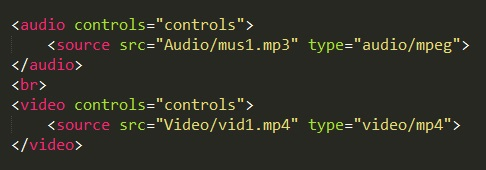 <audio controls="controls">
<source src="Audio/mus1.mp3" type="audio/mpeg">
</audio>
<br>
<video controls="controls">
<source src="Video/vid1.mp4" type="video/mp4">
</video>